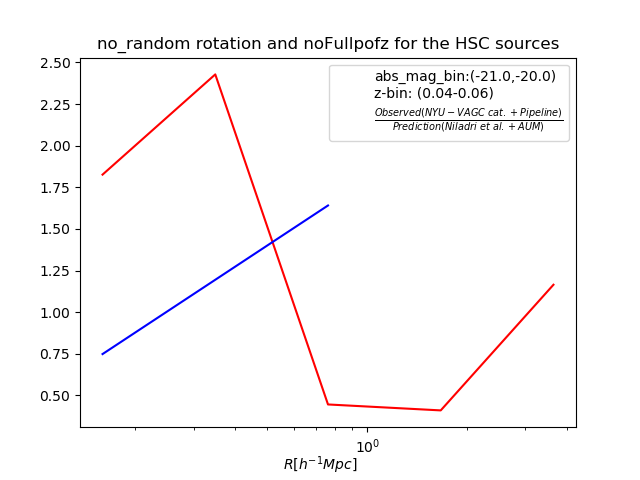 no_random rotation and noFullpofz for the HSC sources
abs_mag_bin:(-21.0,-20.0)
z-bin: (0.04-0.06)
Observed(NYU−VAGC cat. + Pipeline)
Prediction(Niladri et al. + AUM)
2.50
2.25
2.00
1.75
1.50
1.25
1.00
0.75
0.50
10⁰
R[h⁻¹Mpc]